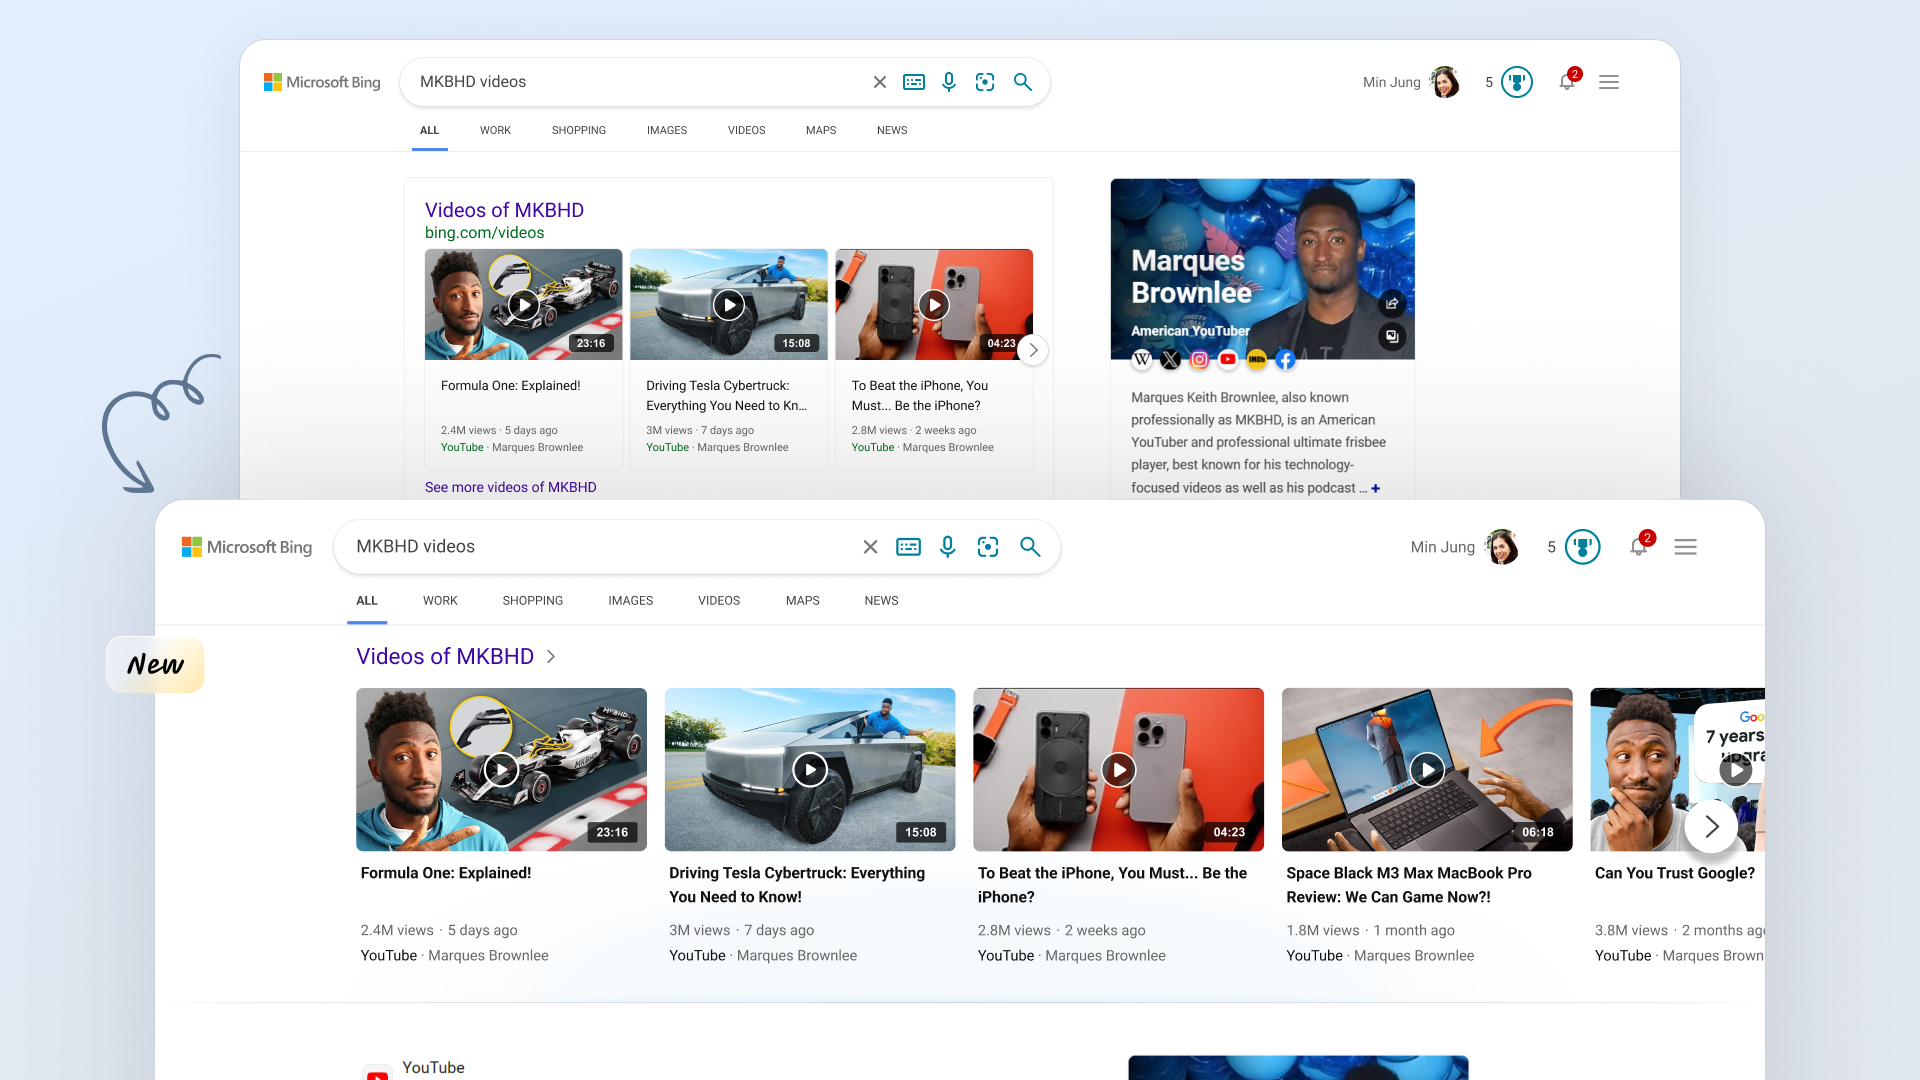 Microsoft Bing
MKBHD videos
Min Jung
5
2
ALL WORK SHOPPING IMAGES VIDEOS MAPS NEWS
Videos of MKBHD
bing.com/videos
MKBHD
23:16
15:08
04:23
Formula One: Explained!
2.4M views · 5 days ago
YouTube · Marques Brownlee
Driving Tesla Cybertruck:
Everything You Need to Kn...
3M views · 7 days ago
YouTube · Marques Brownlee
To Beat the iPhone, You
Must... Be the iPhone?
2.8M views · 2 weeks ago
YouTube · Marques Brownlee
See more videos of MKBHD
DIRECTV
NOW
Marques
Brownlee
American YouTuber
W
IMDb
Marques Keith Brownlee, also known
professionally as MKBHD, is an American
YouTuber and professional ultimate frisbee
player, best known for his technology-
focused videos as well as his podcast ... +
New
Microsoft Bing
MKBHD videos
Min Jung
5
2
ALL WORK SHOPPING IMAGES VIDEOS MAPS NEWS
Videos of MKBHD
MKBHD
MKBHD
23:16
15:08
04:23
06:18
Goo
7 years
Formula One: Explained!
2.4M views · 5 days ago
YouTube · Marques Brownlee
Driving Tesla Cybertruck: Everything
You Need to Know!
3M views · 7 days ago
YouTube · Marques Brownlee
To Beat the iPhone, You Must... Be the
iPhone?
2.8M views · 2 weeks ago
YouTube · Marques Brownlee
Space Black M3 Max MacBook Pro
Review: We Can Game Now?!
1.8M views · 1 month ago
YouTube · Marques Brownlee
Can You Trust Google?
3.8M views · 2 months ago
YouTube · Marques Brown
YouTube